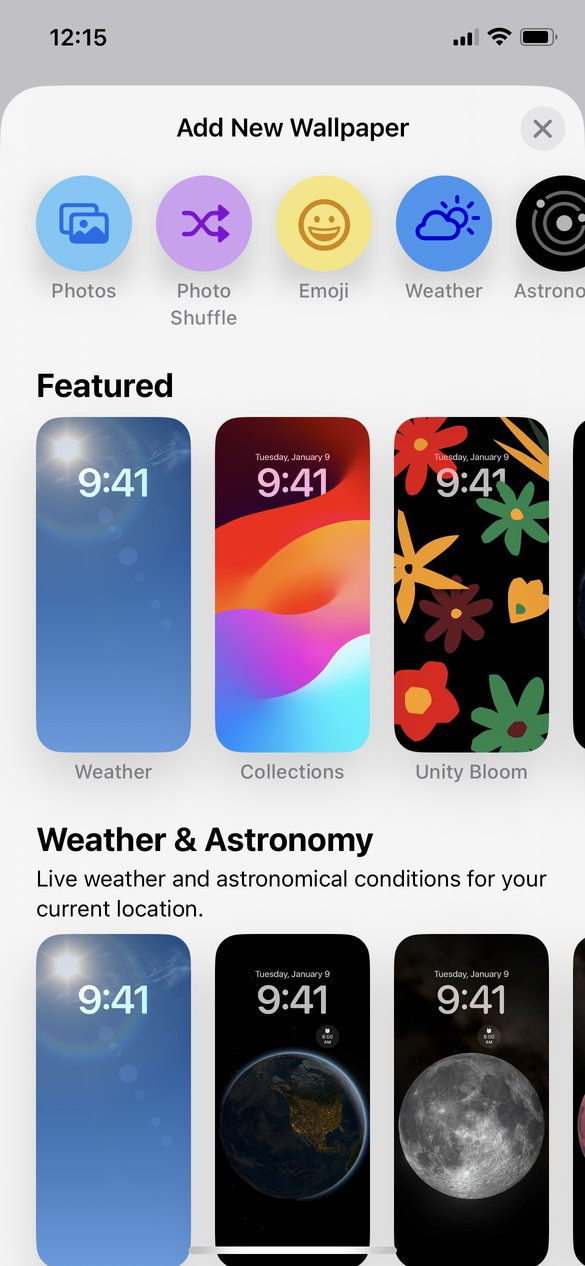 12:15
Add New Wallpaper
Photos
Photo
Shuffle
Emoji
Weather
Astrono
Featured
9:41
Tuesday, January 9
9:41
Tuesday, January 9
9:41
Weather
Collections
Unity Bloom
Weather & Astronomy
Live weather and astronomical conditions for your
current location.
9:41
Tuesday, January 9
9:41
6:00
AM
Tuesday, January 9
9:41
6:00
AM